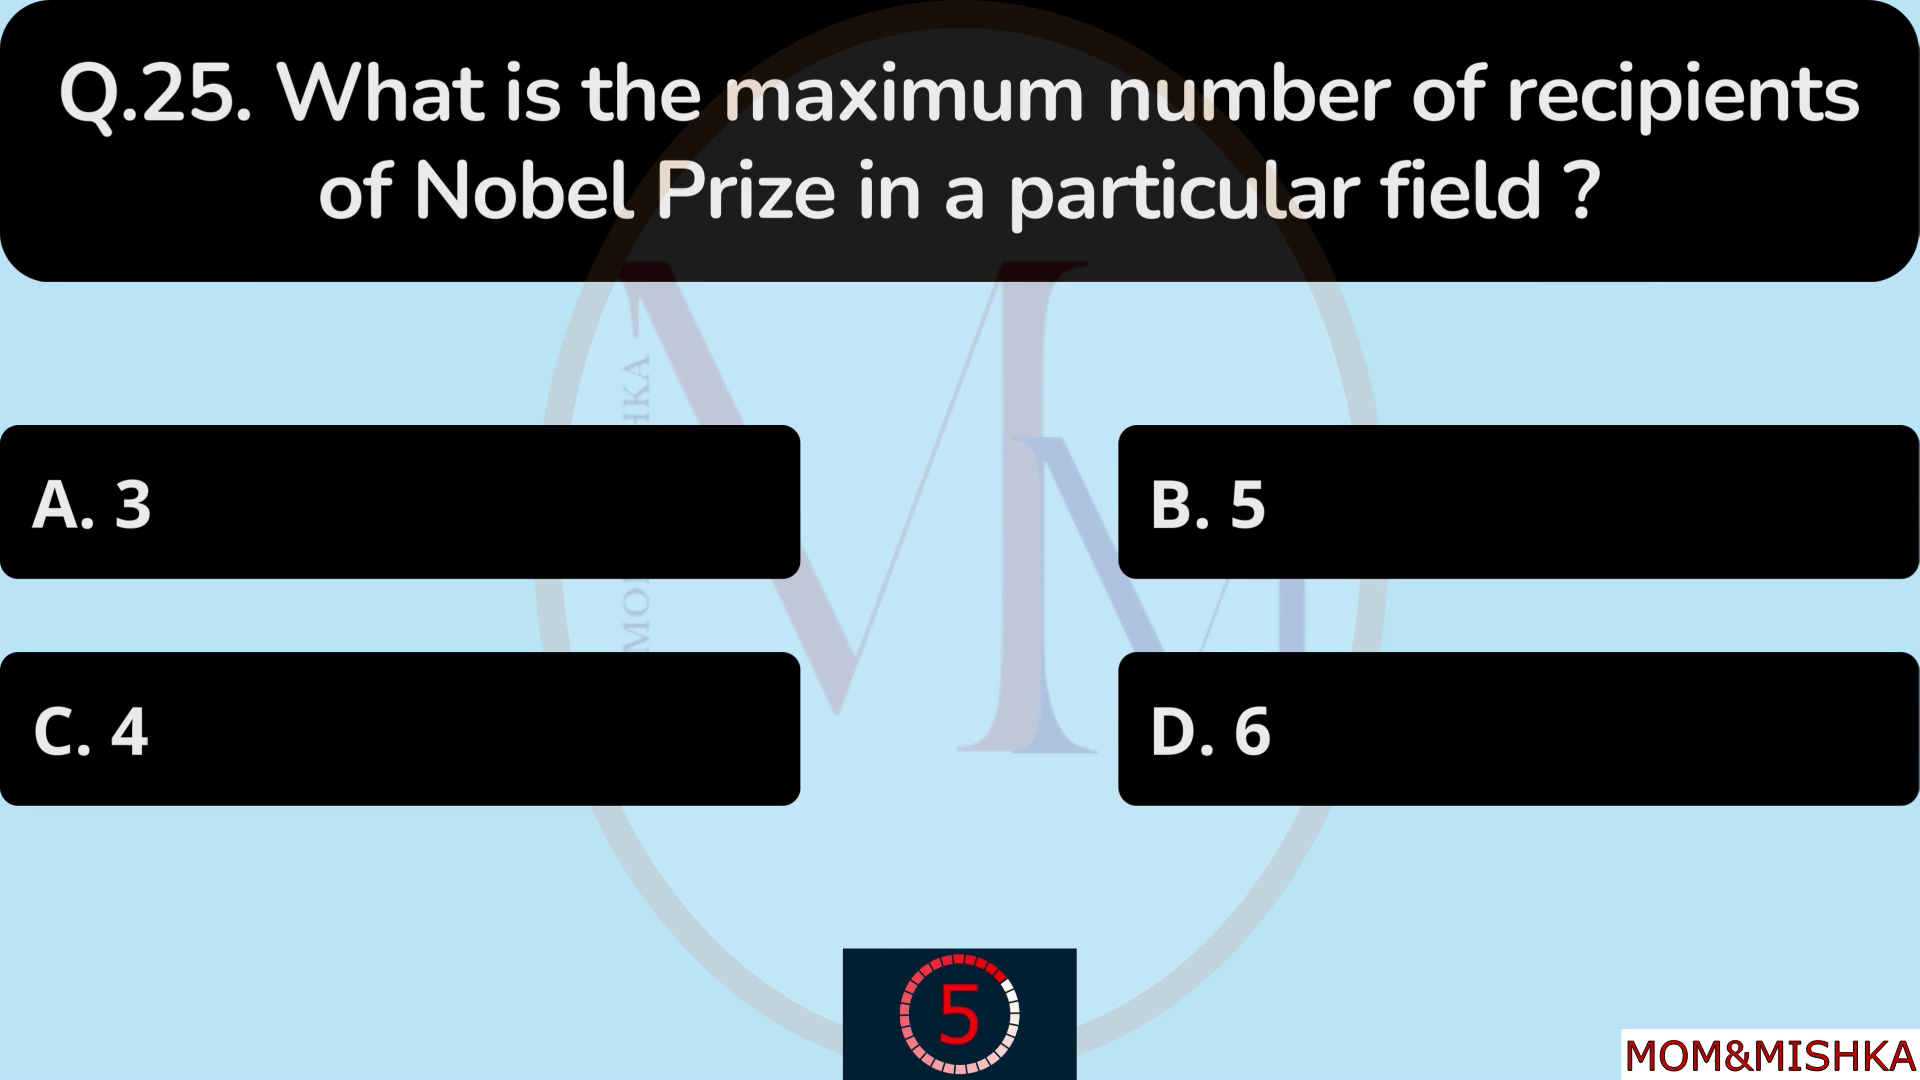 Q.25. What is the maximum number of recipients
of Nobel Prize in a particular field ?
A. 3
B. 5
C. 4
D. 6
5
MOM&MISHKA